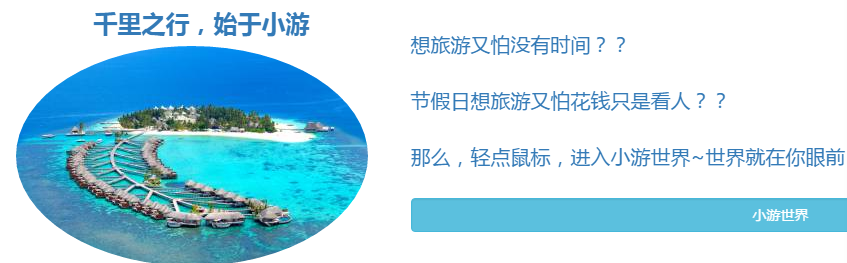 千里之行，始于小游
想旅游又怕没有时间？？
节假日想旅游又怕花钱只是看人？？
那么，轻点鼠标，进入小游世界~世界就在你眼前
小游世界